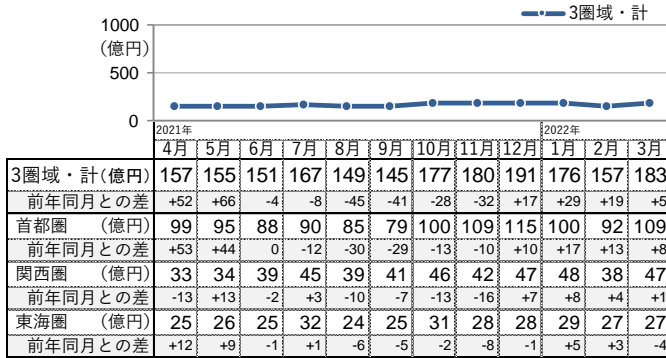 3圏域・計
1000
(億円)
500
0
2021年 2022年
4月 5月 6月 7月 8月 9月 10月 11月 12月 1月 2月 3月
3圏域・計(億円) 157 155 151 167 149 145 177 180 191 176 157 183
前年同月との差 +52 +66 -4 -8 -45 -41 -28 -32 +17 +29 +19 +5
首都圏 (億円) 99 95 88 90 85 79 100 109 115 100 92 109
前年同月との差 +53 +44 0 -12 -30 -29 -13 -10 +10 +17 +13 +8
関西圏 (億円) 33 34 39 45 39 41 46 42 47 48 38 47
前年同月との差 -13 +13 -2 +3 -10 -7 -13 -16 +7 +8 +4 +1
東海圏 (億円) 25 26 25 32 24 25 31 28 28 29 27 27
前年同月との差 +12 +9 -1 +1 -6 -5 -2 -8 -1 +5 +3 -4